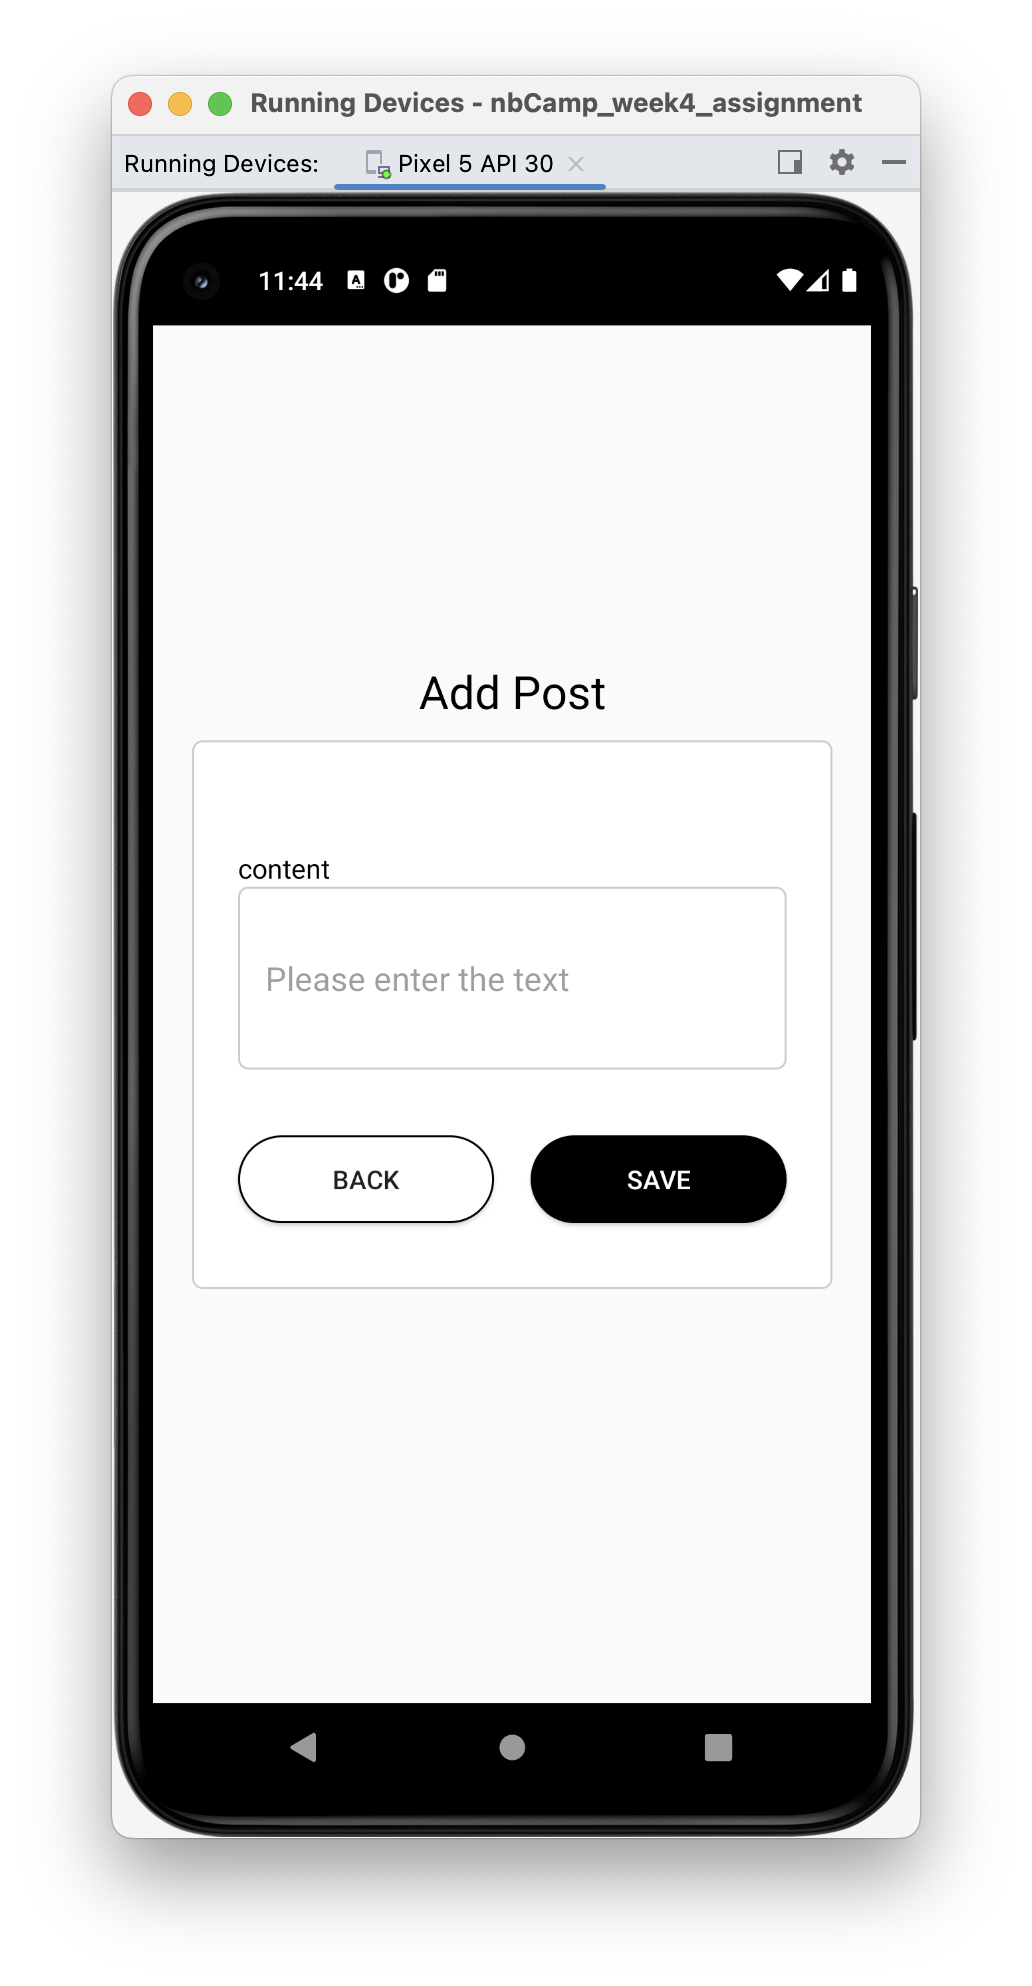 Running Devices - nbCamp_week4_assignment
Running Devices: Pixel 5 API 30
11:44
Add Post
content
Please enter the text
BACK SAVE